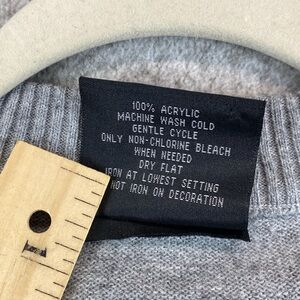 100% ACRYLIC
MACHINE WASH COLD
GENTLE CYCLE
ONLY NON-CHLORINE BLEACH
WHEN NEEDED
DRY FLAT
IRON AT LOWEST SETTING
NOT IRON ON DECORATION